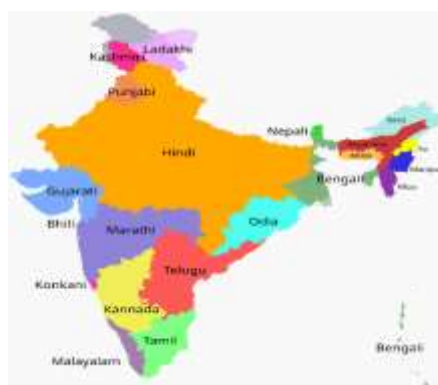 Ladakhi
Kashmiri
Punjabi
Nepali
Hindi
Bengali
Gujarati
Bhili
Marathi
Odia
Telugu
Konkani
Kannada
Tamil
Malayalam
Bengali